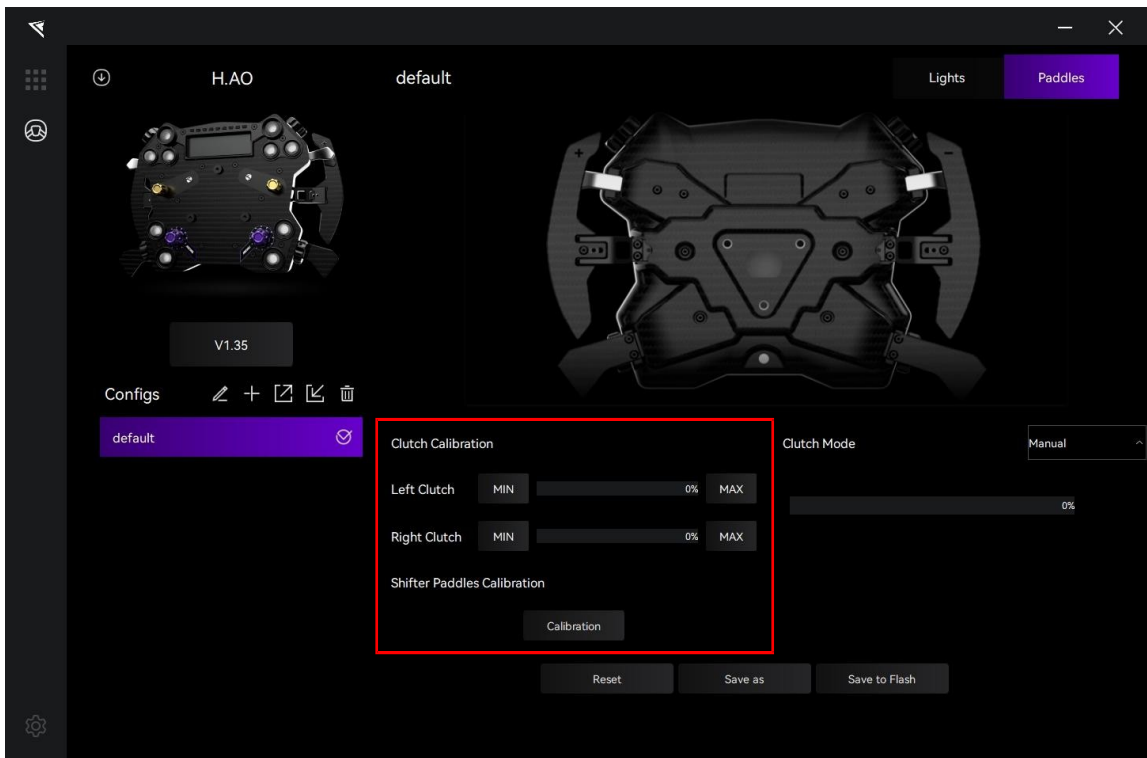 H.AO
default
Lights
Paddles
+
-
V1.35
Configs
default
Clutch Calibration
Left Clutch MIN 0% MAX
Right Clutch MIN 0% MAX
Shifter Paddles Calibration
Calibration
Clutch Mode Manual
0%
Reset Save as Save to Flash